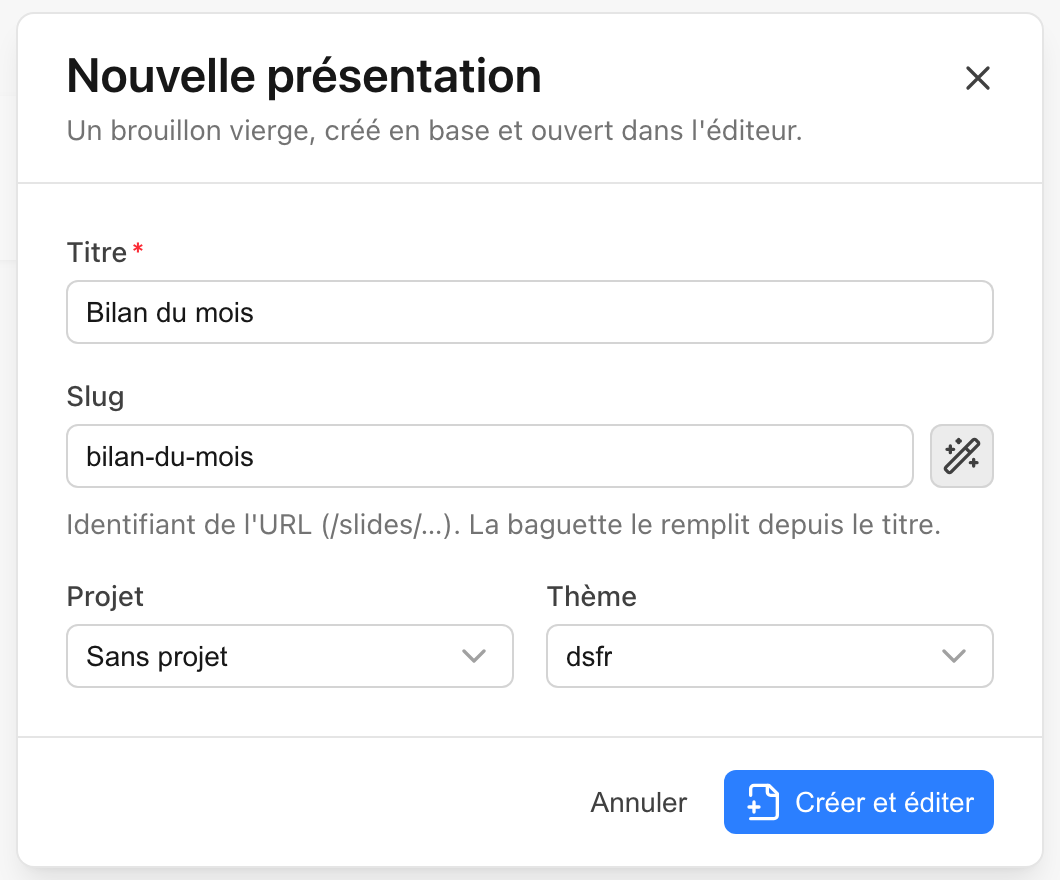 Nouvelle présentation
Un brouillon vierge, créé en base et ouvert dans l'éditeur.
Titre *
Bilan du mois
Slug
bilan-du-mois
Identifiant de l'URL (/slides/...). La baguette le remplit depuis le titre.
Projet
Thème
Sans projet
dsfr
Annuler
Créer et éditer